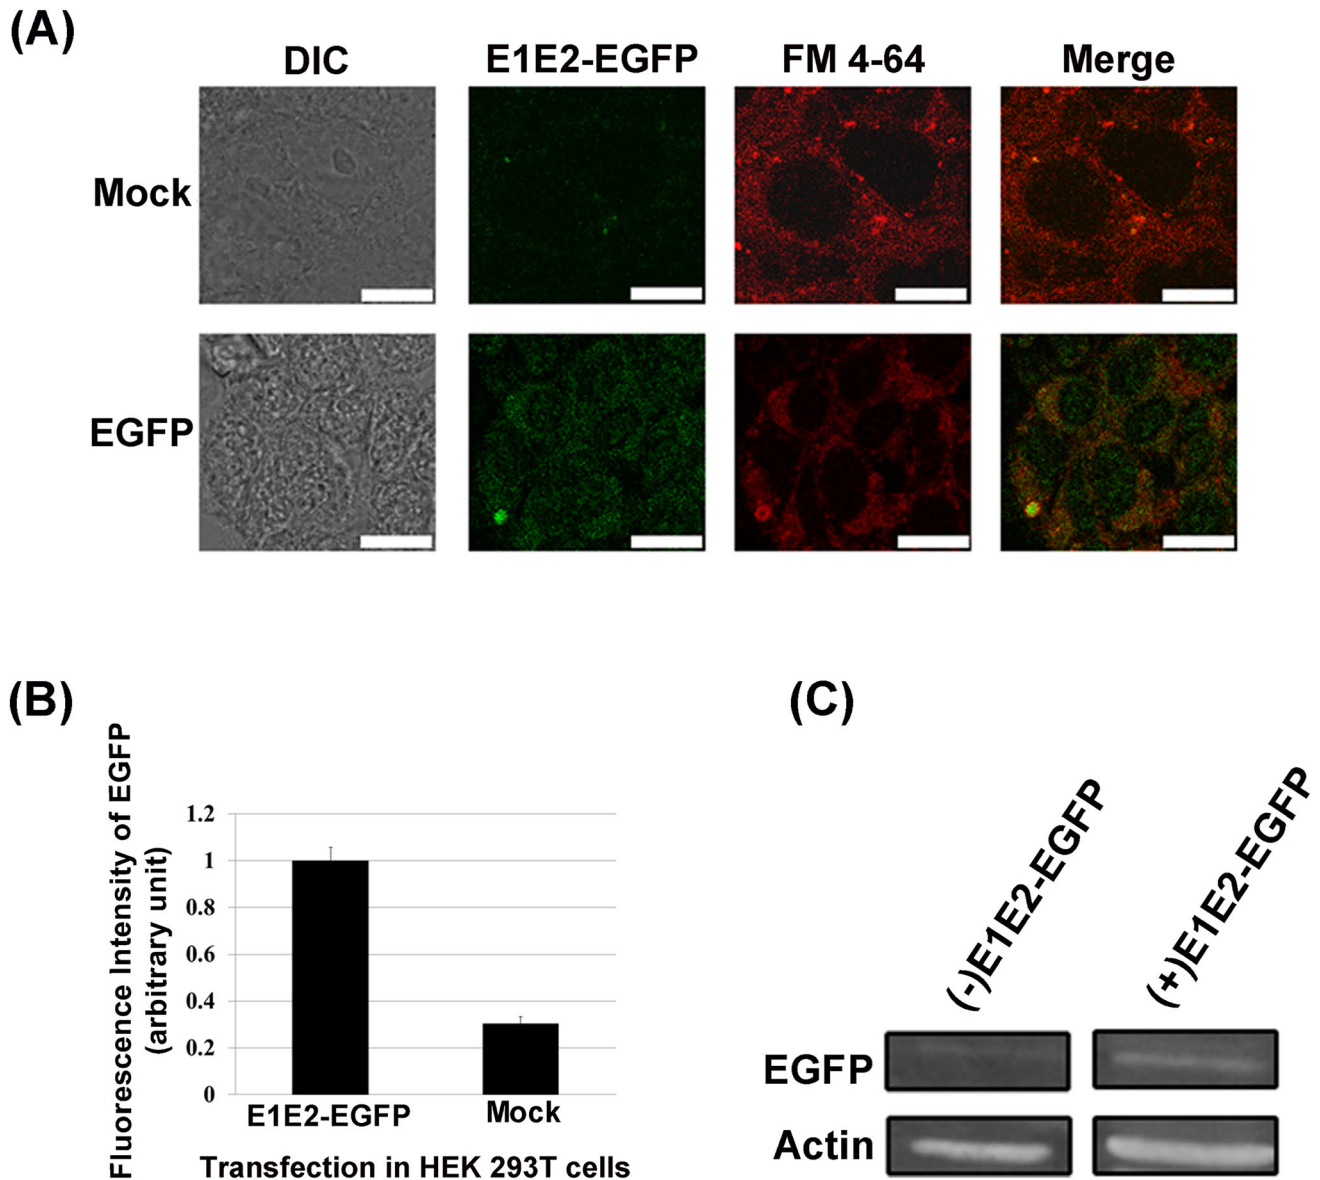 (A)
DIC E1E2-EGFP FM 4-64 Merge
Mock
EGFP
(B)
Fluorescence Intensity of EGFP
(arbitrary unit)
1.2
1
0.8
0.6
0.4
0.2
0
E1E2-EGFP Mock
Transfection in HEK 293T cells
(C)
(-)E1E2-EGFP
(+)E1E2-EGFP
EGFP
Actin